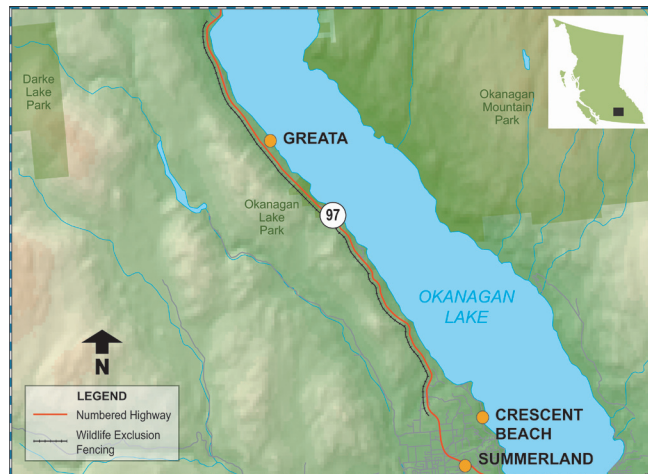 Darke
Lake
Park
Okanagan
Mountain
Park
GREATA
Okanagan
Lake
Park
97
OKANAGAN
LAKE
N
LEGEND
Numbered Highway
Wildlife Exclusion
Fencing
CRESCENT
BEACH
SUMMERLAND